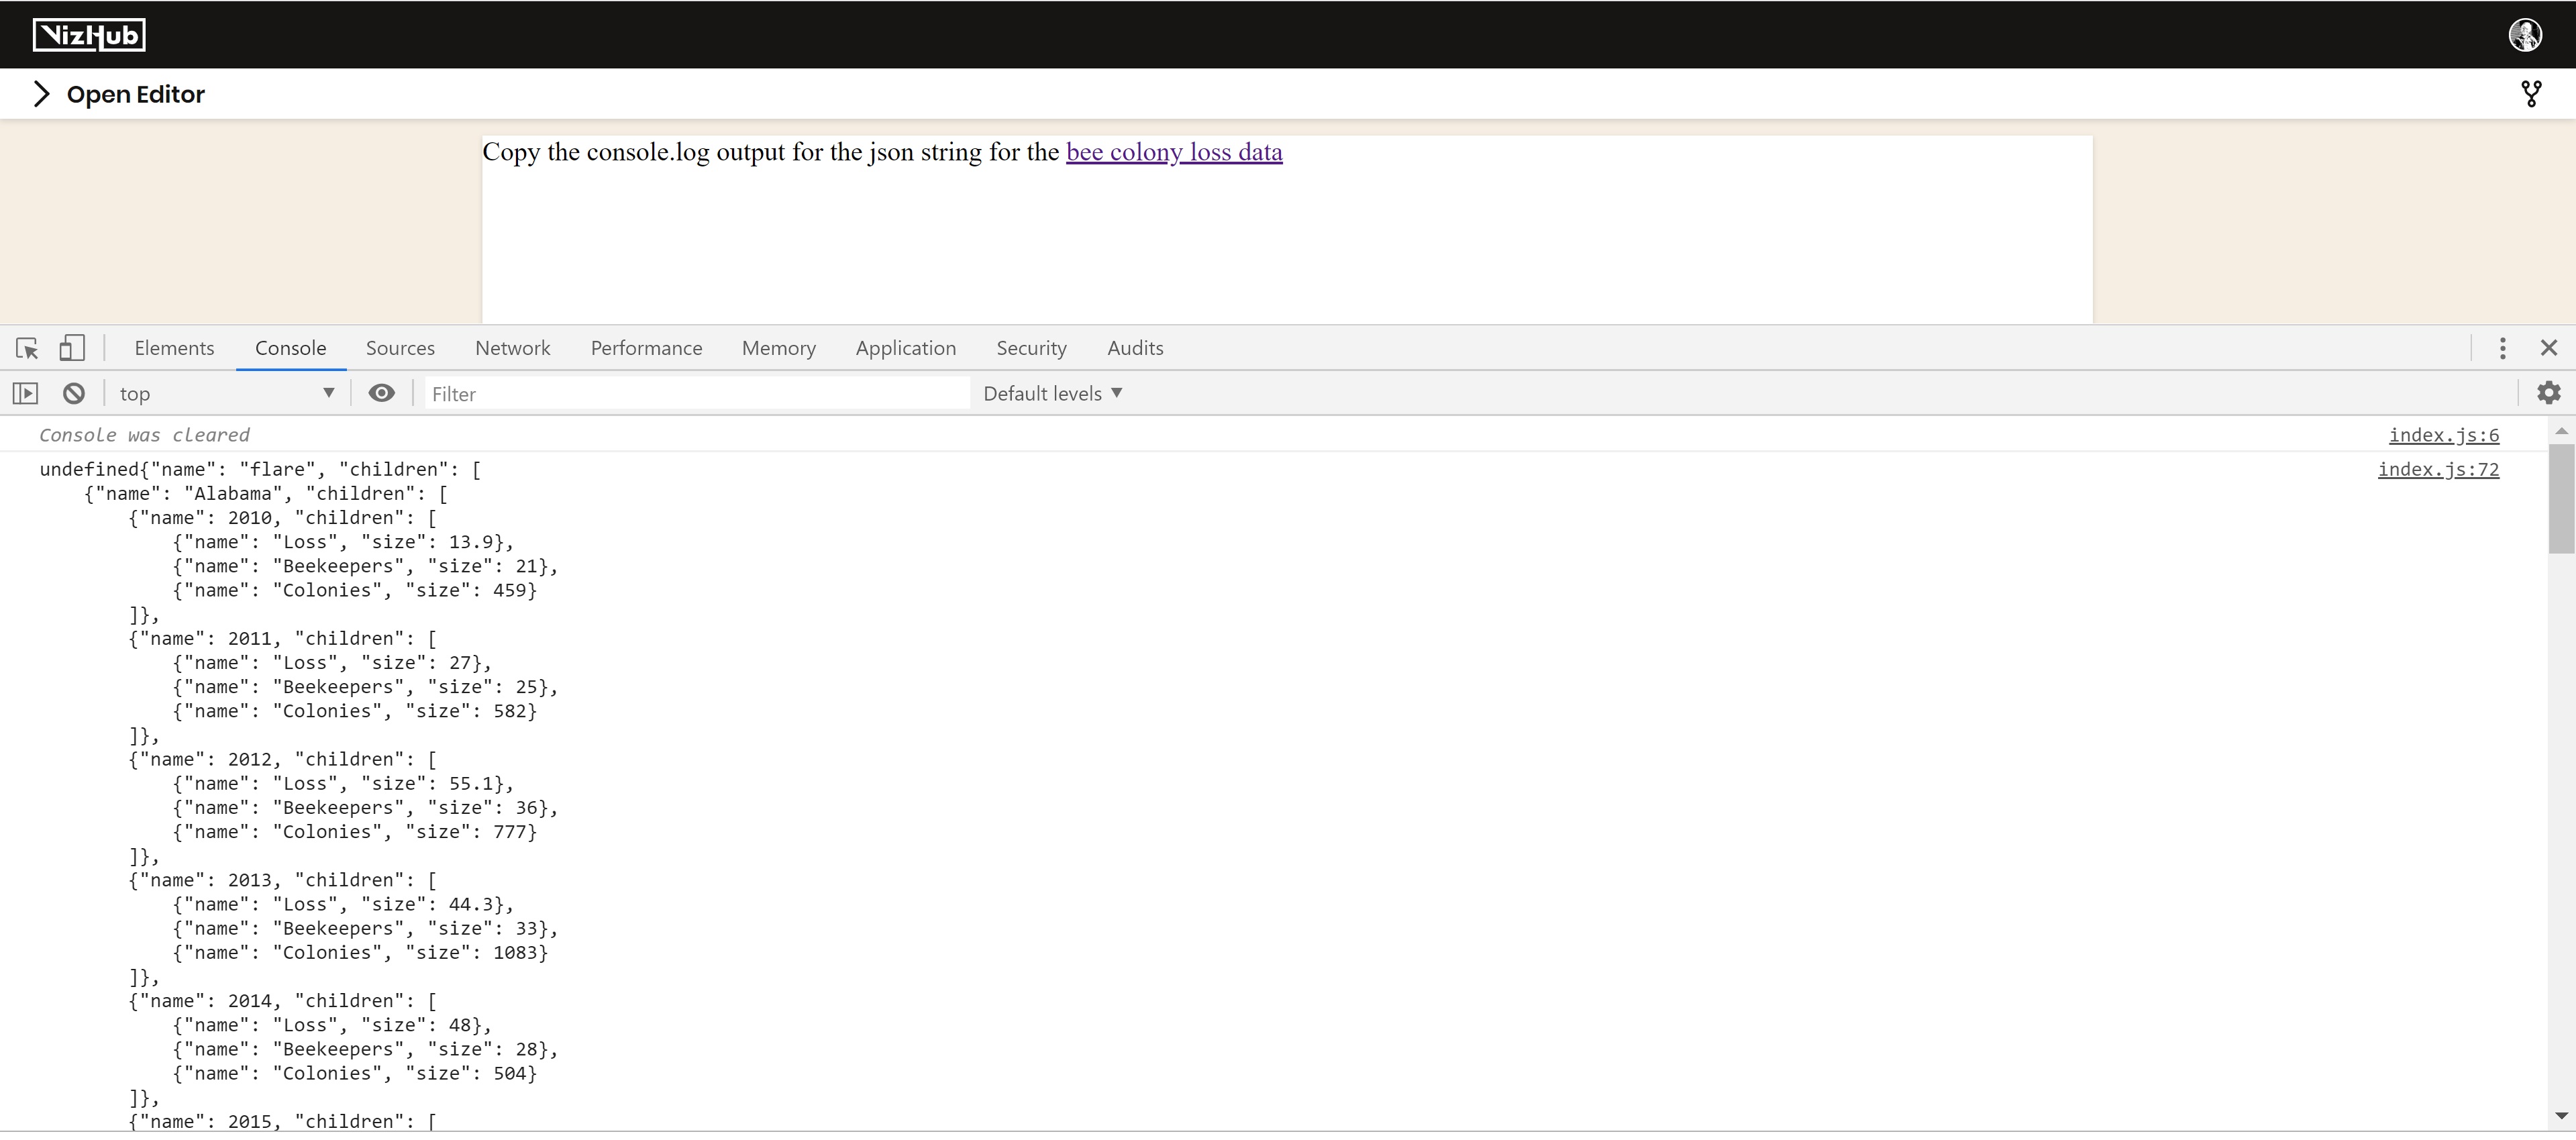 VizHub
Open Editor
Copy the console.log output for the json string for the bee colony loss data
Elements Console Sources Network Performance Memory Application Security Audits
top Filter Default levels
Console was cleared index.js:6
undefined{"name": "flare", "children": [ index.js:72
    {"name": "Alabama", "children": [
        {"name": 2010, "children": [
            {"name": "Loss", "size": 13.9},
            {"name": "Beekeepers", "size": 21},
            {"name": "Colonies", "size": 459}
        ]},
        {"name": 2011, "children": [
            {"name": "Loss", "size": 27},
            {"name": "Beekeepers", "size": 25},
            {"name": "Colonies", "size": 582}
        ]},
        {"name": 2012, "children": [
            {"name": "Loss", "size": 55.1},
            {"name": "Beekeepers", "size": 36},
            {"name": "Colonies", "size": 777}
        ]},
        {"name": 2013, "children": [
            {"name": "Loss", "size": 44.3},
            {"name": "Beekeepers", "size": 33},
            {"name": "Colonies", "size": 1083}
        ]},
        {"name": 2014, "children": [
            {"name": "Loss", "size": 48},
            {"name": "Beekeepers", "size": 28},
            {"name": "Colonies", "size": 504}
        ]},
        {"name": 2015, "children": [